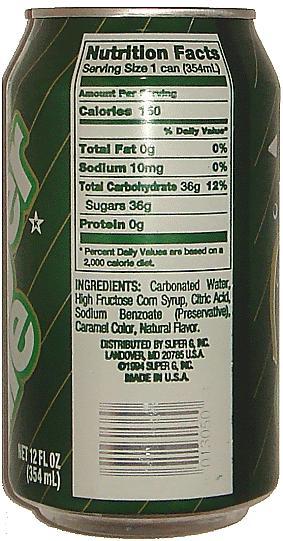 Nutrition Facts
Serving Size 1 can (354mL)
Amount Per Serving
Calories 150
% Daily Value*
Total Fat 0g 0%
Sodium 10mg 0%
Total Carbohydrate 36g 12%
Sugars 36g
Protein 0g
* Percent Daily Values are based on a
2,000 calorie diet.
INGREDIENTS: Carbonated Water,
High Fructose Corn Syrup, Citric Acid,
Sodium Benzoate (Preservative),
Caramel Color, Natural Flavor.
DISTRIBUTED BY SUPER G, INC.
LANDOVER, MD 20785 U.S.A.
©1994 SUPER G, INC.
MADE IN U.S.A.
NET 12 FL OZ
(354 mL)